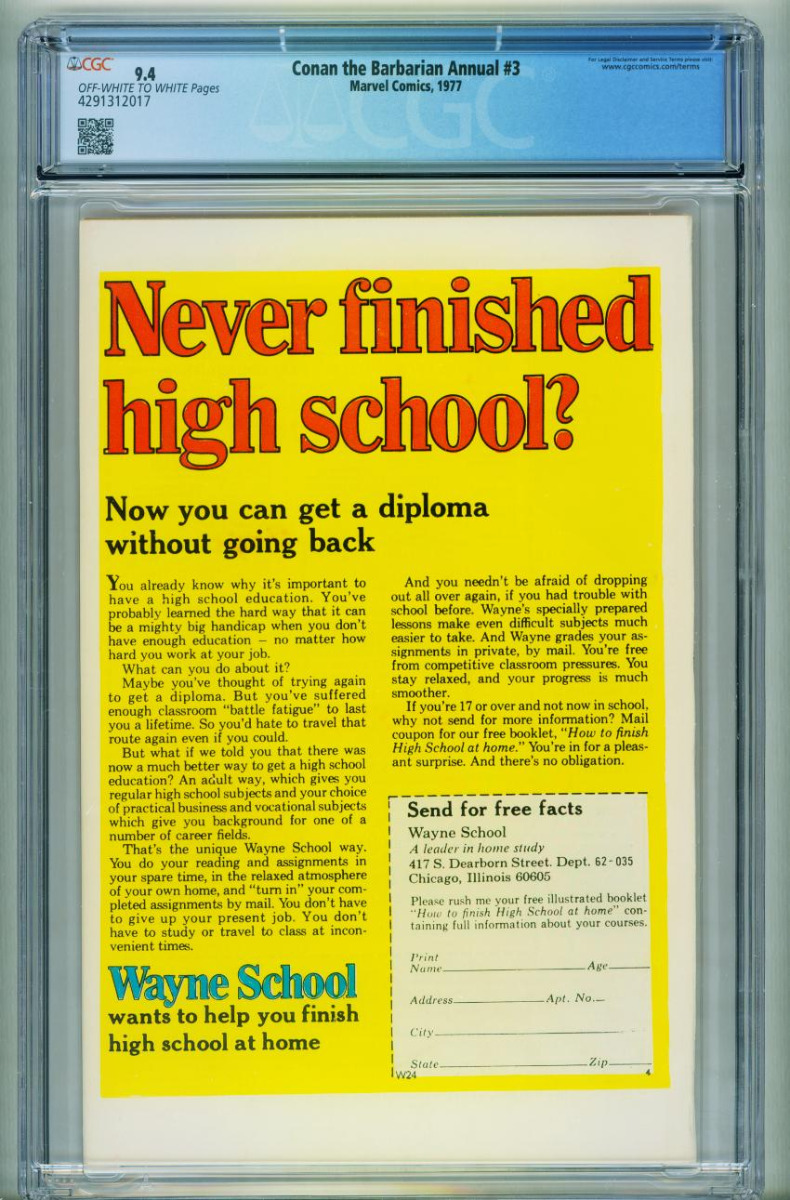 CGC
9.4
OFF-WHITE TO WHITE Pages
4291312017
Conan the Barbarian Annual #3
Marvel Comics, 1977
For Legal Disclaimer and Service Terms please visit:
www.cgccomics.com/terms
CGC
Never finished
high school?
Now you can get a diploma
without going back
You already know why it's important to
have a high school education. You've
probably learned the hard way that it can
be a mighty big handicap when you don't
have enough education – no matter how
hard you work at your job.
What can you do about it?
Maybe you've thought of trying again
to get a diploma. But you've suffered
enough classroom "battle fatigue" to last
you a lifetime. So you'd hate to travel that
route again even if you could.
But what if we told you that there was
now a much better way to get a high school
education? An adult way, which gives you
regular high school subjects and your choice
of practical business and vocational subjects
which give you background for one of a
number of career fields.
That's the unique Wayne School way.
You do your reading and assignments in
your spare time, in the relaxed atmosphere
of your own home, and "turn in" your com-
pleted assignments by mail. You don't have
to give up your present job. You don't
have to study or travel to class at incon-
venient times.
Wayne School
wants to help you finish
high school at home
And you needn't be afraid of dropping
out all over again, if you had trouble with
school before. Wayne's specially prepared
lessons make even difficult subjects much
easier to take. And Wayne grades your as-
signments in private, by mail. You're free
from competitive classroom pressures. You
stay relaxed, and your progress is much
smoother.
If you're 17 or over and not now in school,
why not send for more information? Mail
coupon for our free booklet, "How to finish
High School at home." You're in for a pleas-
ant surprise. And there's no obligation.
Send for free facts
Wayne School
A leader in home study
417 S. Dearborn Street. Dept. 62-035
Chicago, Illinois 60605
Please rush me your free illustrated booklet
"How to finish High School at home" con-
taining full information about your courses.
Print
Name Age
Address Apt. No.
City
State Zip
W24 4